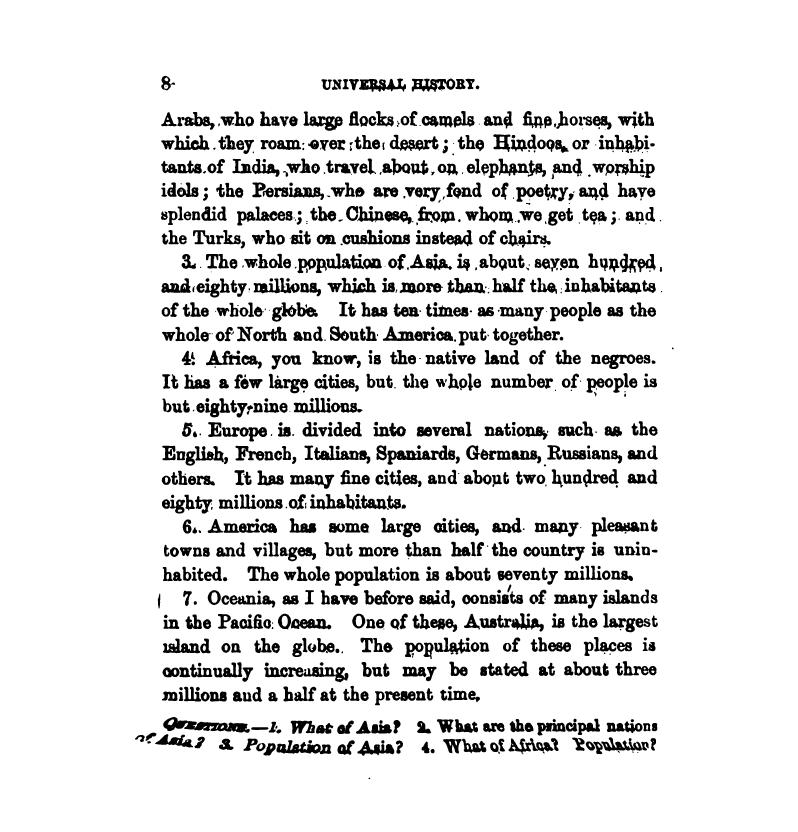 8
UNIVERSAL HISTORY.
Arabs, who have large flocks of camels and fine horses, with
which they roam over the desert; the Hindoos, or inhabi-
tants of India, who travel about on elephants, and worship
idols; the Persians, who are very fond of poetry, and have
splendid palaces; the Chinese, from whom we get tea; and
the Turks, who sit on cushions instead of chairs.
3. The whole population of Asia is about seven hundred
and eighty millions, which is more than half the inhabitants
of the whole globe. It has ten times as many people as the
whole of North and South America put together.
4. Africa, you know, is the native land of the negroes.
It has a few large cities, but the whole number of people is
but eighty-nine millions.
5. Europe is divided into several nations, such as the
English, French, Italians, Spaniards, Germans, Russians, and
others. It has many fine cities, and about two hundred and
eighty millions of inhabitants.
6. America has some large cities, and many pleasant
towns and villages, but more than half the country is unin-
habited. The whole population is about seventy millions.
7. Oceania, as I have before said, consists of many islands
in the Pacific Ocean. One of these, Australia, is the largest
island on the globe. The population of these places is
continually increasing, but may be stated at about three
millions and a half at the present time.
QUESTIONS.—1. What of Asia? 2. What are the principal nations
of Asia? 3. Population of Asia? 4. What of Africa? Population?